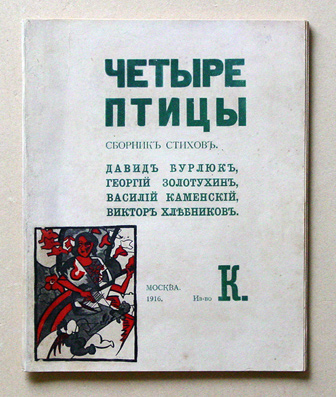 ЧЕТЫРЕ
ПТИЦЫ
СБОРНИКЪ СТИХОВЪ.
ДАВИДЪ БУРЛЮКЪ,
ГЕОРГІЙ ЗОЛОТУХИНЪ,
ВАСИЛІЙ КАМЕНСКІЙ,
ВИКТОРЪ ХЛѢБНИКОВЪ.
МОСКВА.
1916. Из-во К.